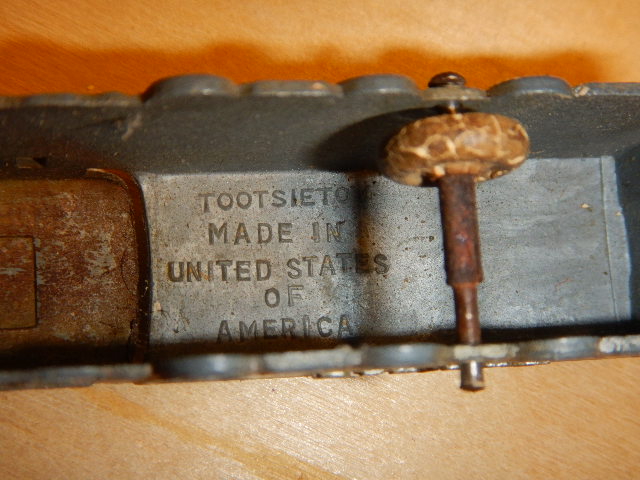 TOOTSIETO
MADE IN
UNITED STATES
OF
AMERICA